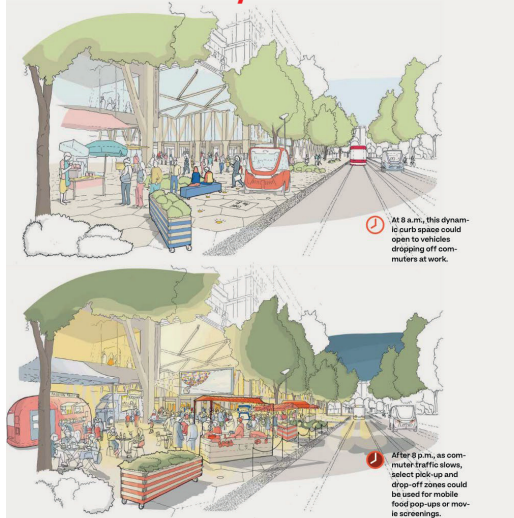 At 8 a.m., this dynam-
ic curb space could
open to vehicles
dropping off com-
muters at work.
After 8 p.m., as com-
muter traffic slows,
select pick-up and
drop-off zones could
be used for mobile
food pop-ups or mov-
ie screenings.